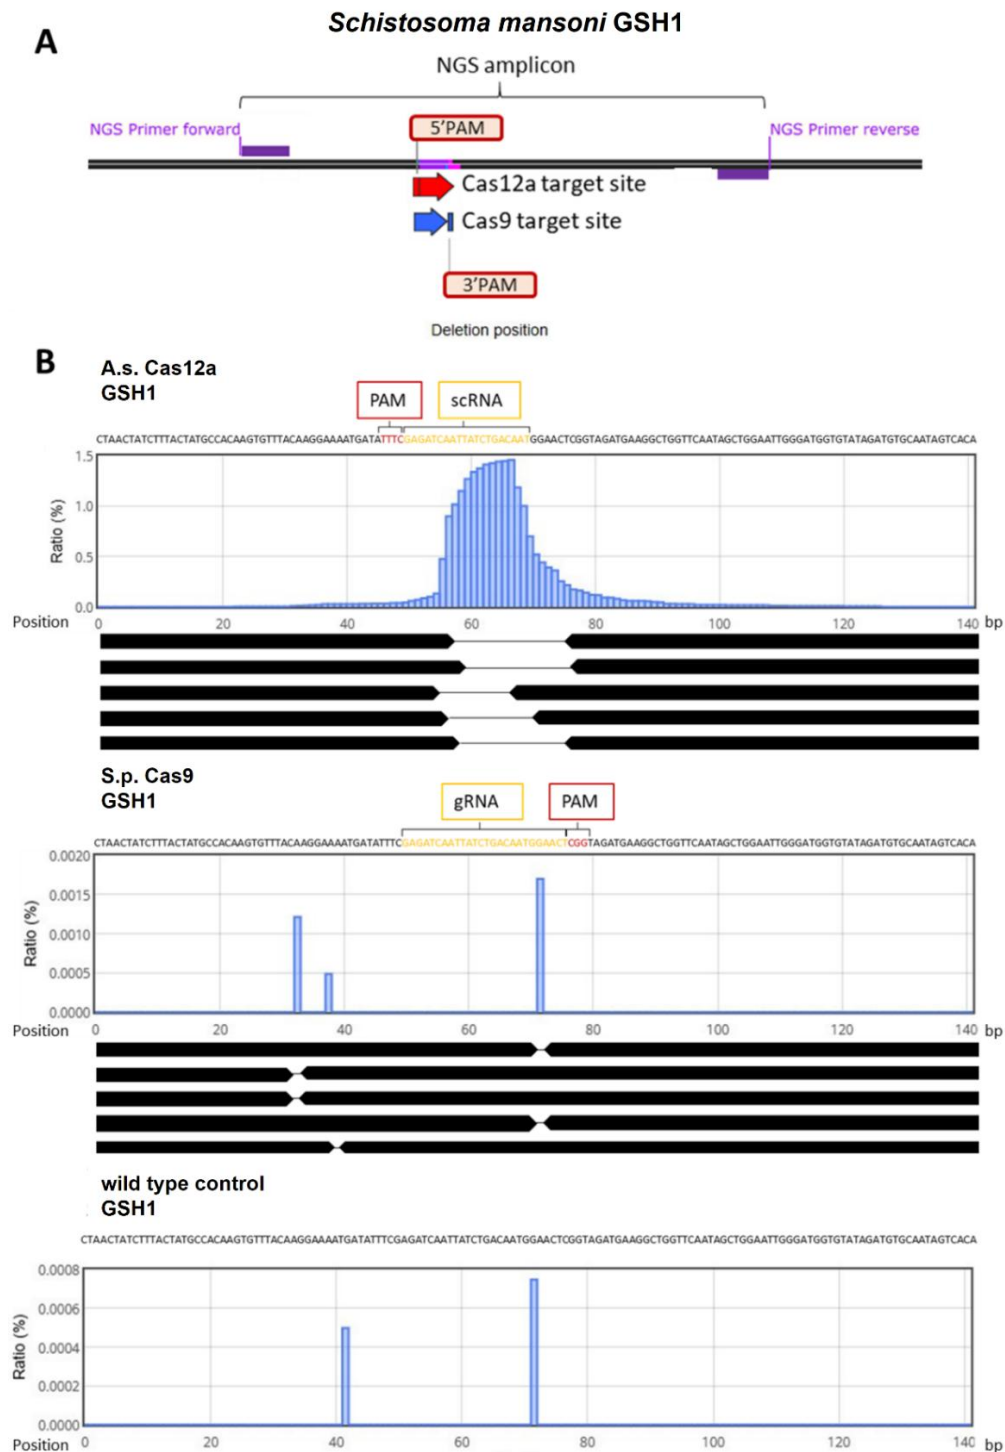 Schistosoma mansoni GSH1
A
NGS amplicon
NGS Primer forward
5'PAM
NGS Primer reverse
Cas12a target site
Cas9 target site
3'PAM
Deletion position
B
A.s. Cas12a
GSH1
PAM
scRNA
CTAACTATCTTTACTATGCCACAAGTGTTTACAAGGAAAATGATATTTCGAGATCAATTATCTGACAATGGAACTCGGTAGATGAAGGCTGGTTCAATAGCTGGAATTGGGATGGTGTATAGATGTGCAATAGTCACA
1.5
1.0
0.5
0.0
Ratio (%)
Position 0 20 40 60 80 100 120 140 bp
S.p. Cas9
GSH1
gRNA
PAM
CTAACTATCTTTACTATGCCACAAGTGTTTACAAGGAAAATGATATTTCGAGATCAATTATCTGACAATGGAACTCGGTAGATGAAGGCTGGTTCAATAGCTGGAATTGGGATGGTGTATAGATGTGCAATAGTCACA
0.0020
0.0015
0.0010
0.0005
0.0000
Ratio (%)
Position 0 20 40 60 80 100 120 140 bp
wild type control
GSH1
CTAACTATCTTTACTATGCCACAAGTGTTTACAAGGAAAATGATATTTCGAGATCAATTATCTGACAATGGAACTCGGTAGATGAAGGCTGGTTCAATAGCTGGAATTGGGATGGTGTATAGATGTGCAATAGTCACA
0.0008
0.0006
0.0004
0.0002
0.0000
Ratio (%)
Position 0 20 40 60 80 100 120 140 bp